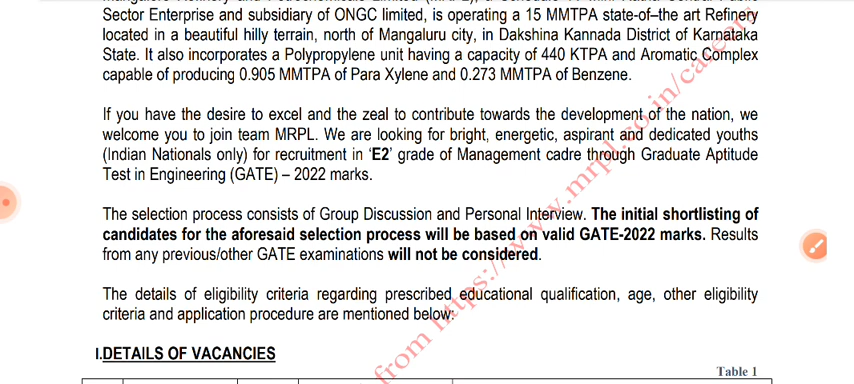 Sector Enterprise and subsidiary of ONGC limited, is operating a 15 MMTPA state-of–the art Refinery
located in a beautiful hilly terrain, north of Mangaluru city, in Dakshina Kannada District of Karnataka
State. It also incorporates a Polypropylene unit having a capacity of 440 KTPA and Aromatic Complex
capable of producing 0.905 MMTPA of Para Xylene and 0.273 MMTPA of Benzene.
If you have the desire to excel and the zeal to contribute towards the development of the nation, we
welcome you to join team MRPL. We are looking for bright, energetic, aspirant and dedicated youths
(Indian Nationals only) for recruitment in ‘E2’ grade of Management cadre through Graduate Aptitude
Test in Engineering (GATE) – 2022 marks.
The selection process consists of Group Discussion and Personal Interview. The initial shortlisting of
candidates for the aforesaid selection process will be based on valid GATE-2022 marks. Results
from any previous/other GATE examinations will not be considered.
The details of eligibility criteria regarding prescribed educational qualification, age, other eligibility
criteria and application procedure are mentioned below:
I.DETAILS OF VACANCIES
Table 1
from https://www.mrpl.co.in/careers